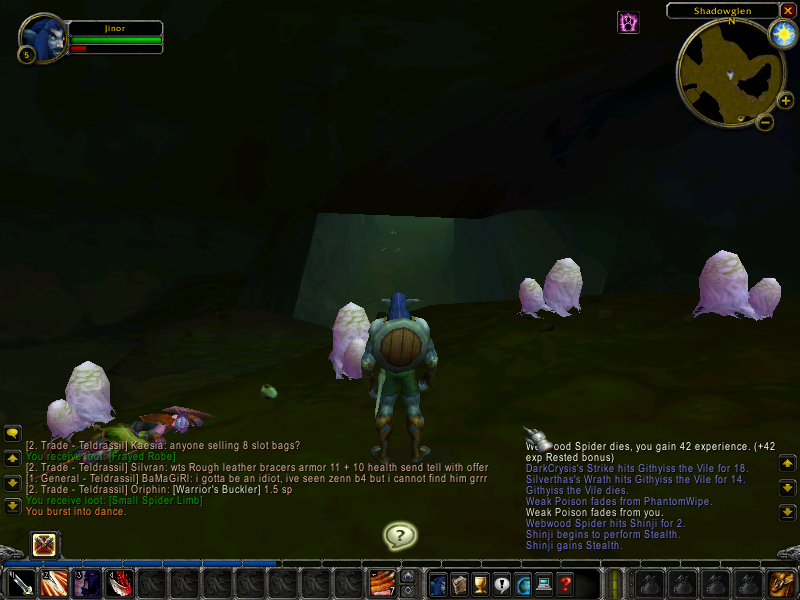 Shadowglen
Jinor
N
5
[2. Trade - Teldrassil] Kaesia: anyone selling 8 slot bags?
You receive loot: [Frayed Robe]
[2. Trade - Teldrassil] Silvran: wts Rough leather bracers armor 11 + 10 health send tell with offer
[1. General - Teldrassil] BaMaGiRl: i gotta be an idiot, ive seen zenn b4 but i cannot find him grrr
[2. Trade - Teldrassil] Oriphin: [Warrior's Buckler] 1.5 sp
You receive loot: [Small Spider Limb]
You burst into dance.
Webwood Spider dies, you gain 42 experience. (+42
exp Rested bonus)
DarkCrysis's Strike hits Githyiss the Vile for 18.
Silverthas's Wrath hits Githyiss the Vile for 14.
Githyiss the Vile dies.
Weak Poison fades from PhantomWipe.
Weak Poison fades from you.
Webwood Spider hits Shinji for 2.
Shinji begins to perform Stealth.
Shinji gains Stealth.
?
2 3 4 7
! ?